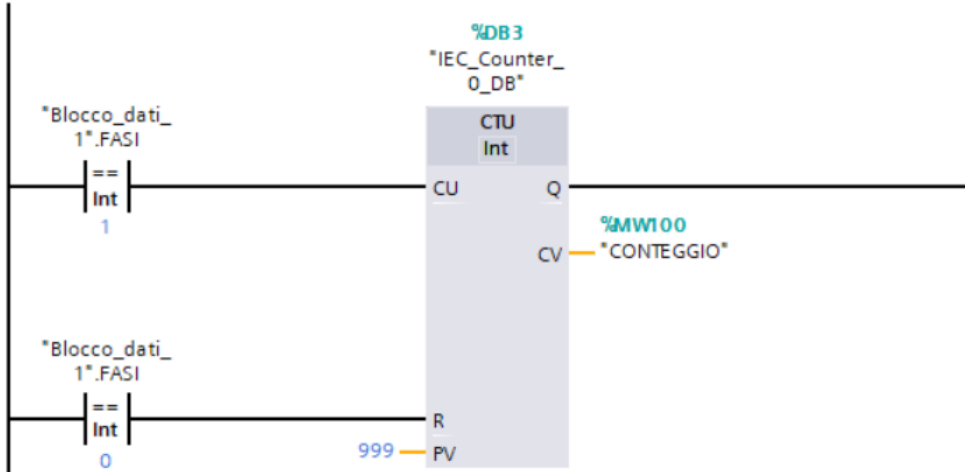 %DB3
"IEC_Counter_
0_DB"
"Blocco_dati_
1".FASI
==
Int
1
CTU
Int
CU
Q
%MW100
CV
"CONTEGGIO"
"Blocco_dati_
1".FASI
==
Int
0
R
999
PV